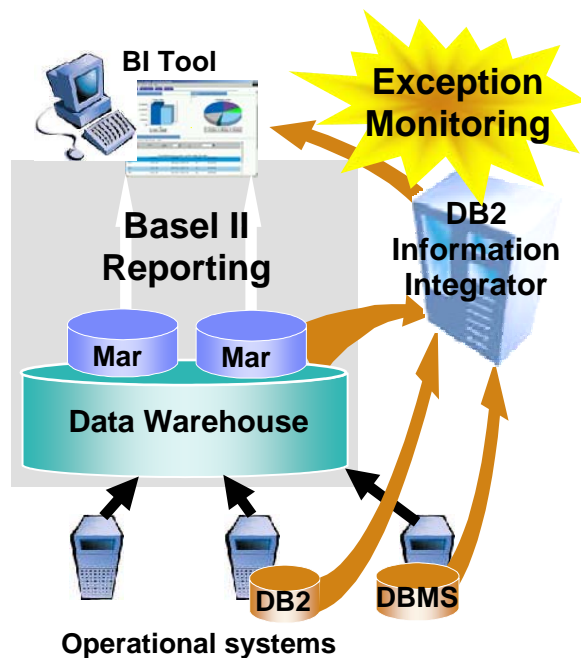 BI Tool
Exception
Monitoring
Basel II
Reporting
DB2
Information
Integrator
Mar
Mar
Data Warehouse
DB2
DBMS
Operational systems